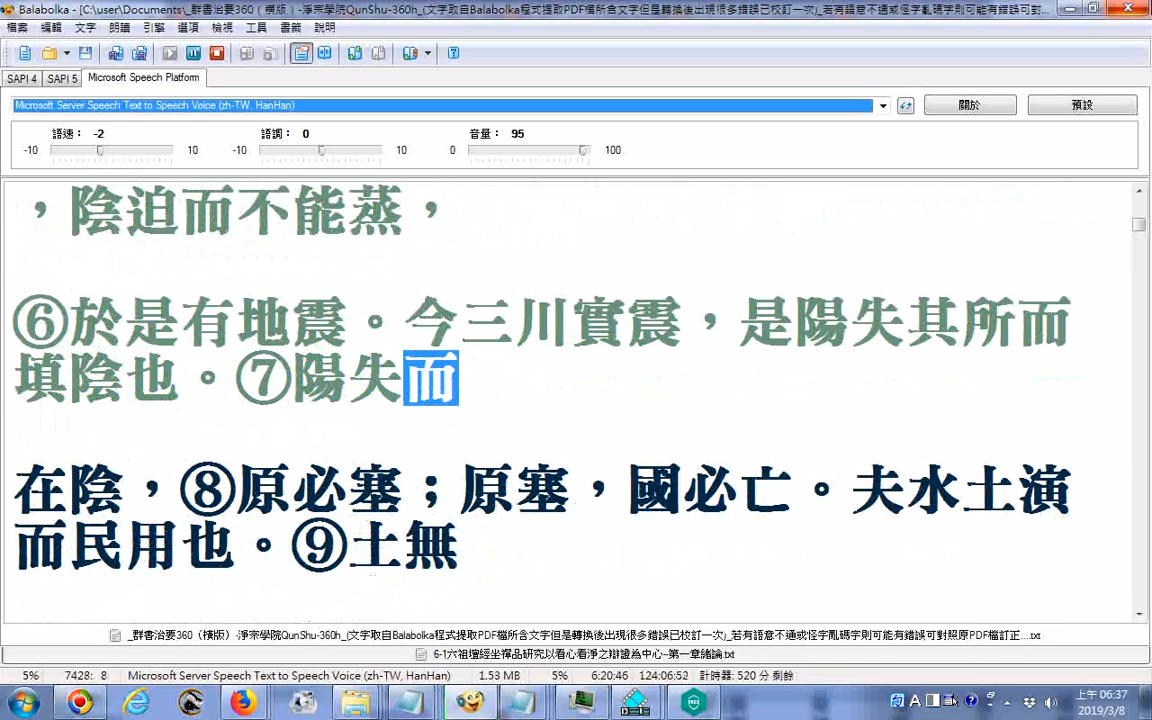 Balabolka - [C:\user\Documents\_群書治要360（橫版）-淨宗學院QunShu-360h_(文字取自Balabolka程式提取PDF檔所含文字但是轉換後出現很多錯誤已校訂一次)_若有語意不通或怪字亂碼字則可能有錯誤可對...
檔案 編輯 文字 朗讀 引擎 選項 檢視 工具 書籤 說明
SAPI 4 SAPI 5 Microsoft Speech Platform
Microsoft Server Speech Text to Speech Voice (zh-TW, HanHan) 關於 預設
語速： -2 語調： 0 音量： 95
-10 10 -10 10 0 100
，陰迫而不能蒸，
⑥於是有地震。今三川實震，是陽失其所而
填陰也。⑦陽失而
在陰，⑧原必塞；原塞，國必亡。夫水土演
而民用也。⑨土無
_群書治要360（橫版）-淨宗學院QunShu-360h_(文字取自Balabolka程式提取PDF檔所含文字但是轉換後出現很多錯誤已校訂一次)_若有語意不通或怪字亂碼字則可能有錯誤可對照原PDF檔訂正....txt
6-1六祖壇經坐禪品研究以看心看淨之辯證為中心--第一章緒論.txt
5% 7428: 8 Microsoft Server Speech Text to Speech Voice (zh-TW, HanHan) 1.53 MB 5% 6:20:46 124:06:52 計時器: 520 分 剩餘
上午 06:37
2019/3/8